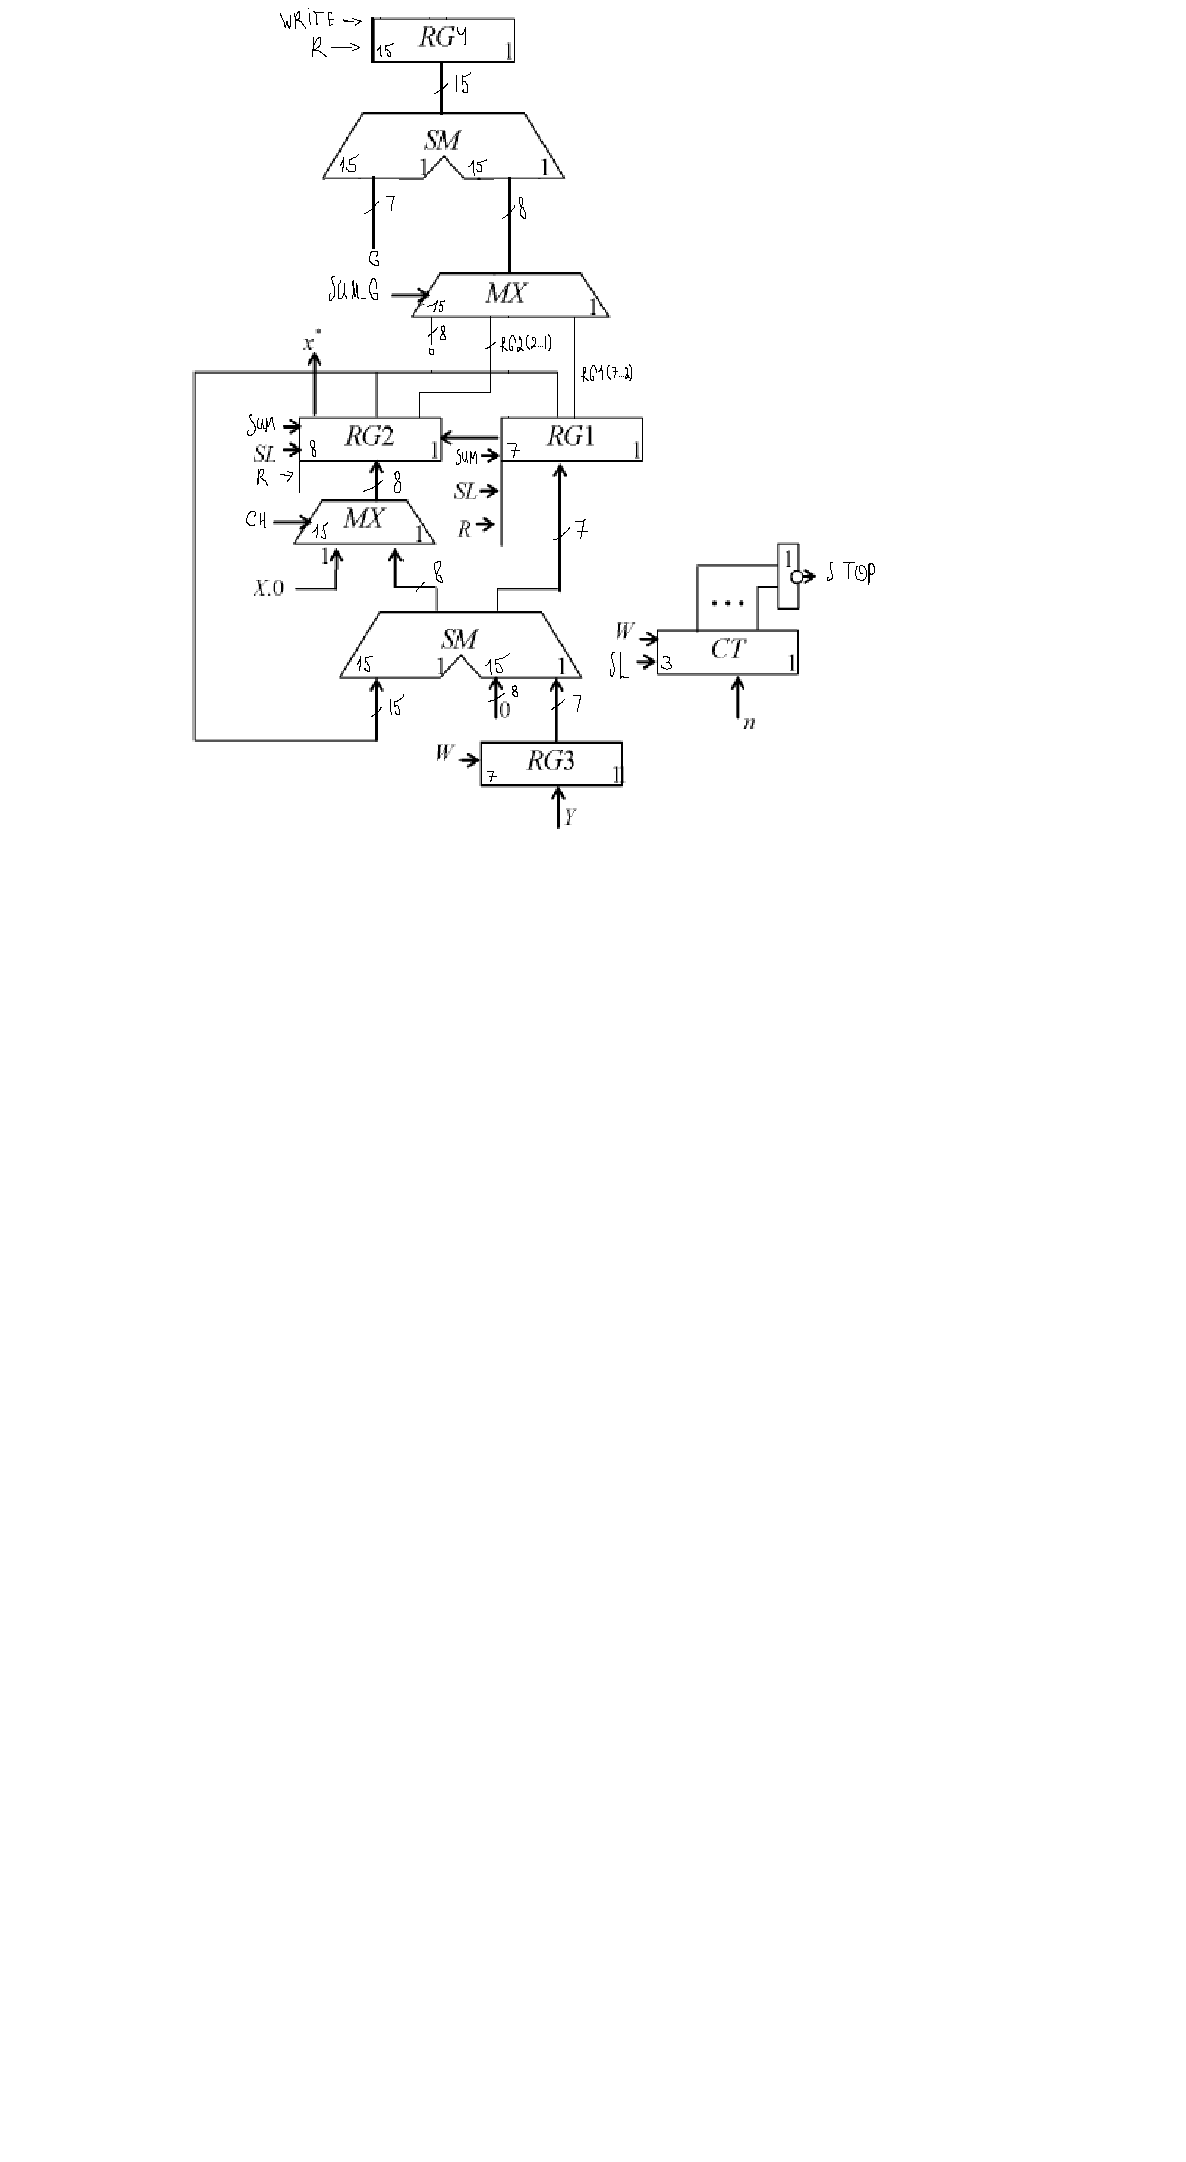 WRITE →
R →
RG4
15 1
15
SM
15 1 15 1
7
8
G
SUM_G
MX
15 1
8
0
RG2(2..1)
RG1(7..2)
x*
SUM
SL
R →
RG2
8 1
SUM
SL
R
RG1
7 1
8
CH
MX
15 1
1
X.0
8
7
SM
15 1 15 1
15
8
0
7
W
RG3
7 1
Y
1
STOP
...
W
SL
CT
3 1
n